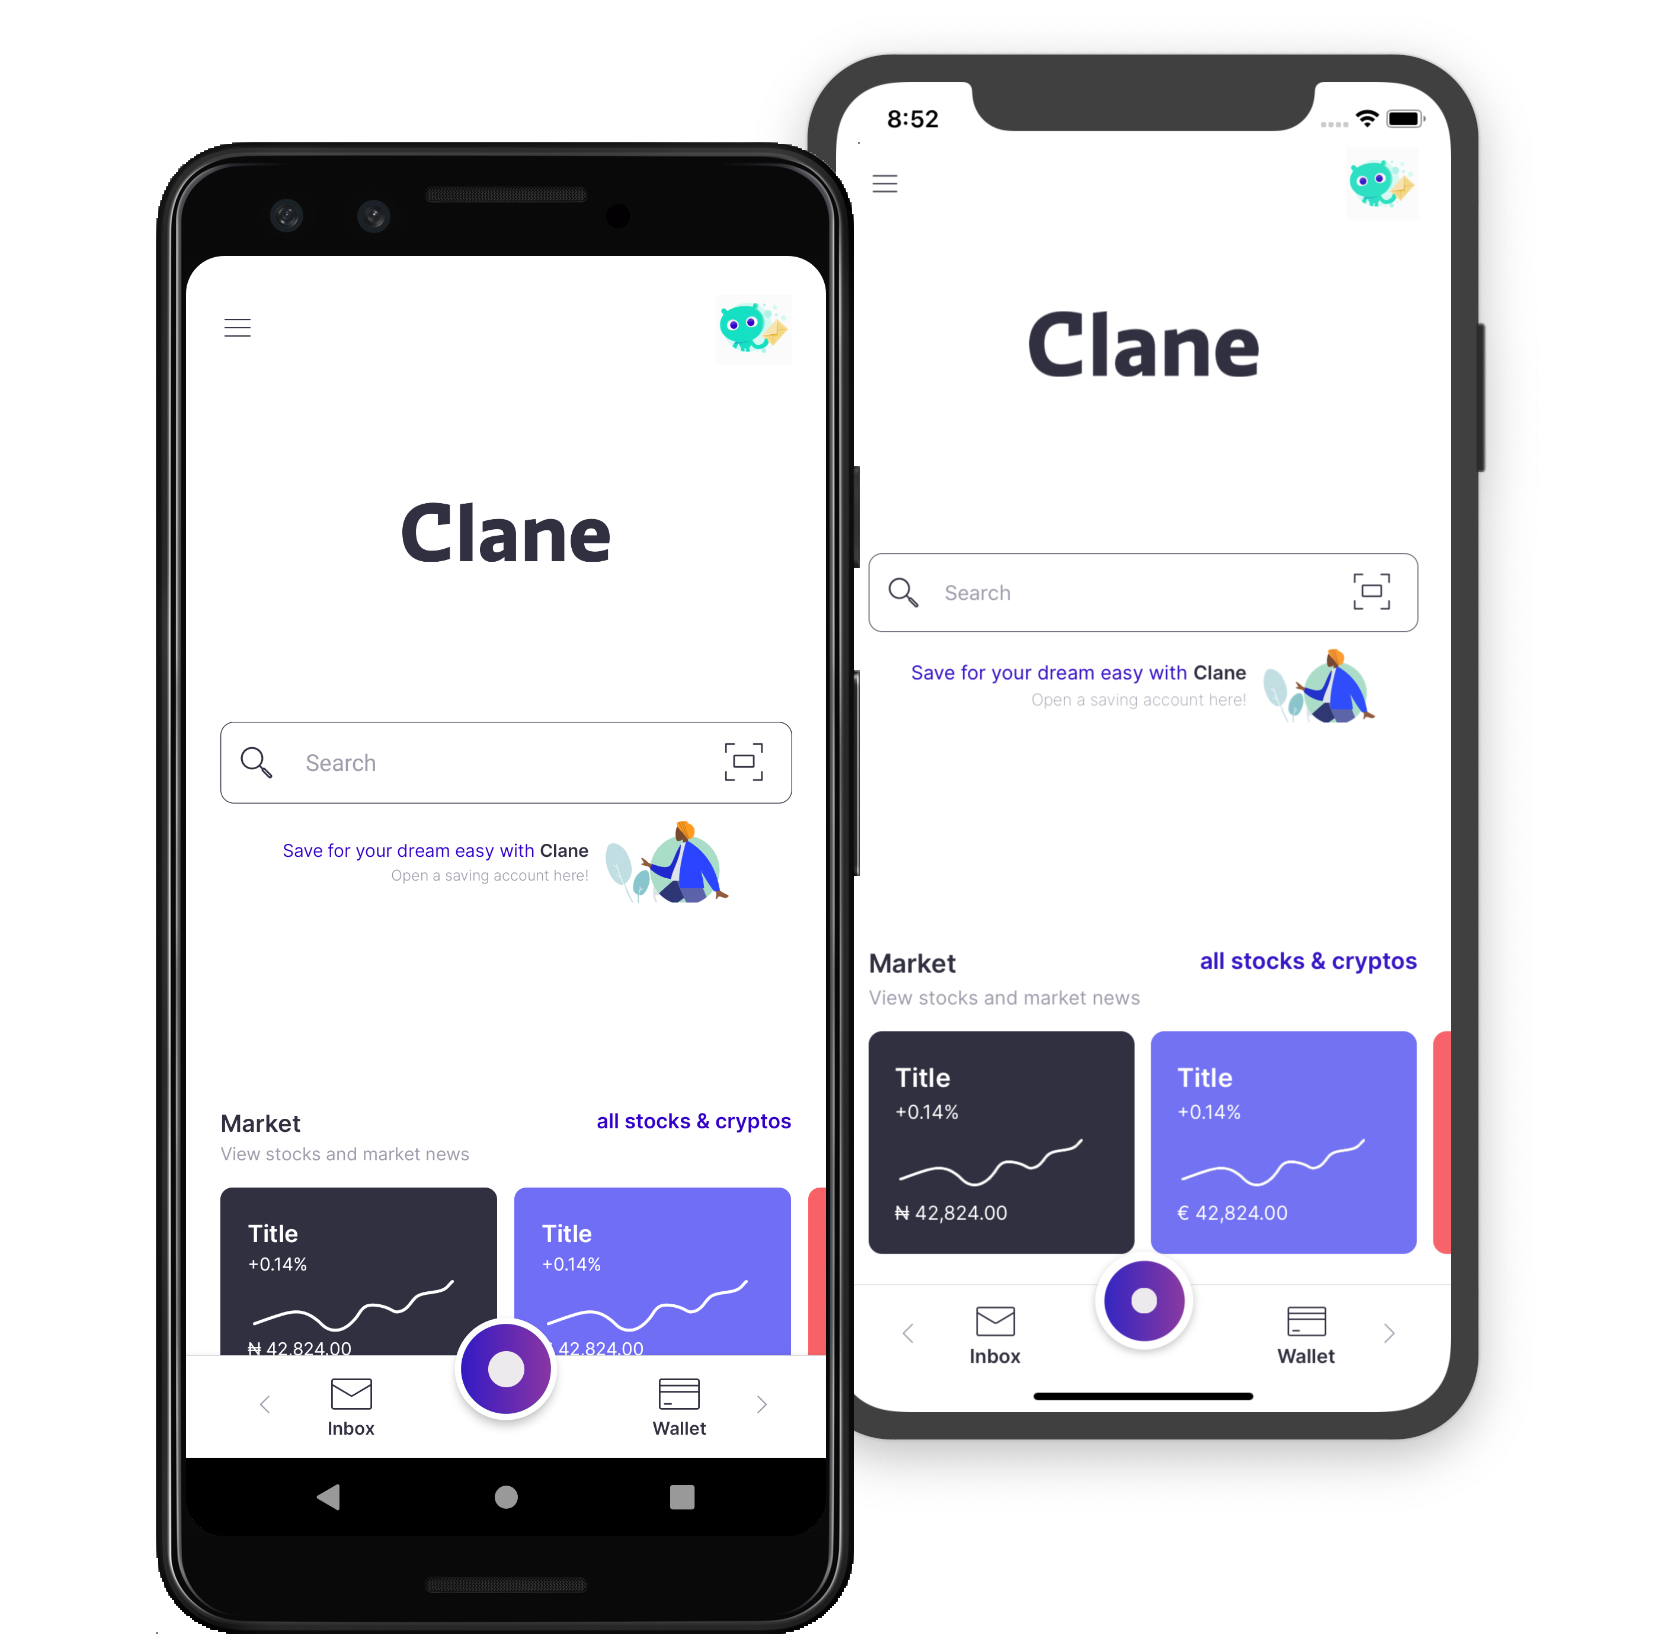 Clane
Search
Save for your dream easy with Clane
Open a saving account here!
Market
all stocks & cryptos
View stocks and market news
Title
+0.14%
₦ 42,824.00
Title
+0.14%
42,824.00
Inbox
Wallet
8:52
Clane
Search
Save for your dream easy with Clane
Open a saving account here!
Market
all stocks & cryptos
View stocks and market news
Title
+0.14%
₦ 42,824.00
Title
+0.14%
€ 42,824.00
Inbox
Wallet